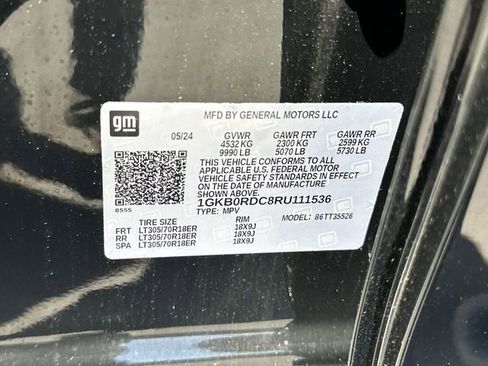 gm
MFD BY GENERAL MOTORS LLC
05/24 GVWR GAWR FRT GAWR RR
4532 KG 2300 KG 2599 KG
9990 LB 5070 LB 5730 LB
THIS VEHICLE CONFORMS TO ALL
APPLICABLE U.S. FEDERAL MOTOR
VEHICLE SAFETY STANDARDS IN EFFECT
ON THE DATE OF MANUFACTURE SHOWN ABOVE.
1GKB0RDC8RU111536
TYPE: MPV MODEL: 86TT35526
8555
TIRE SIZE RIM
FRT LT305/70R18ER 18X9J
RR LT305/70R18ER 18X9J
SPA LT305/70R18ER 18X9J